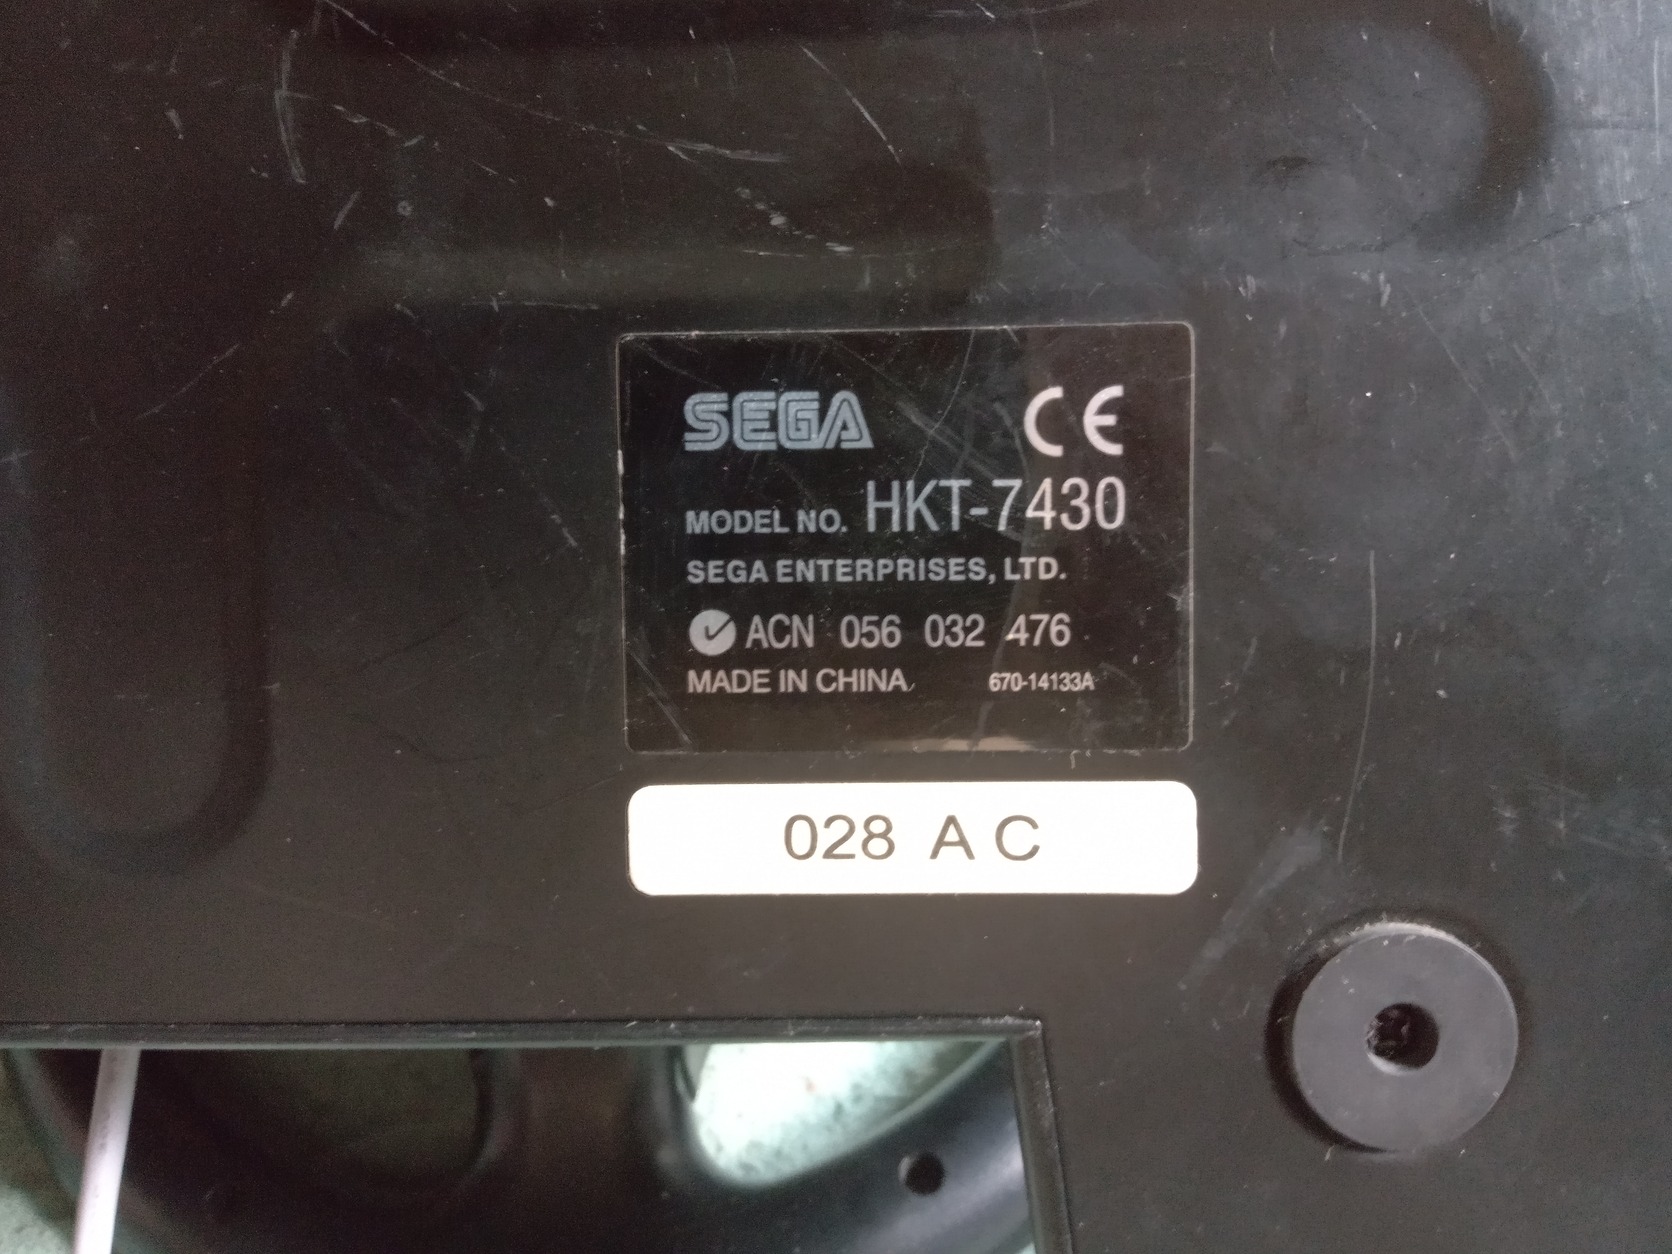 SEGA CE
MODEL NO. HKT-7430
SEGA ENTERPRISES, LTD.
ACN 056 032 476
MADE IN CHINA 670-14133A
028 A C